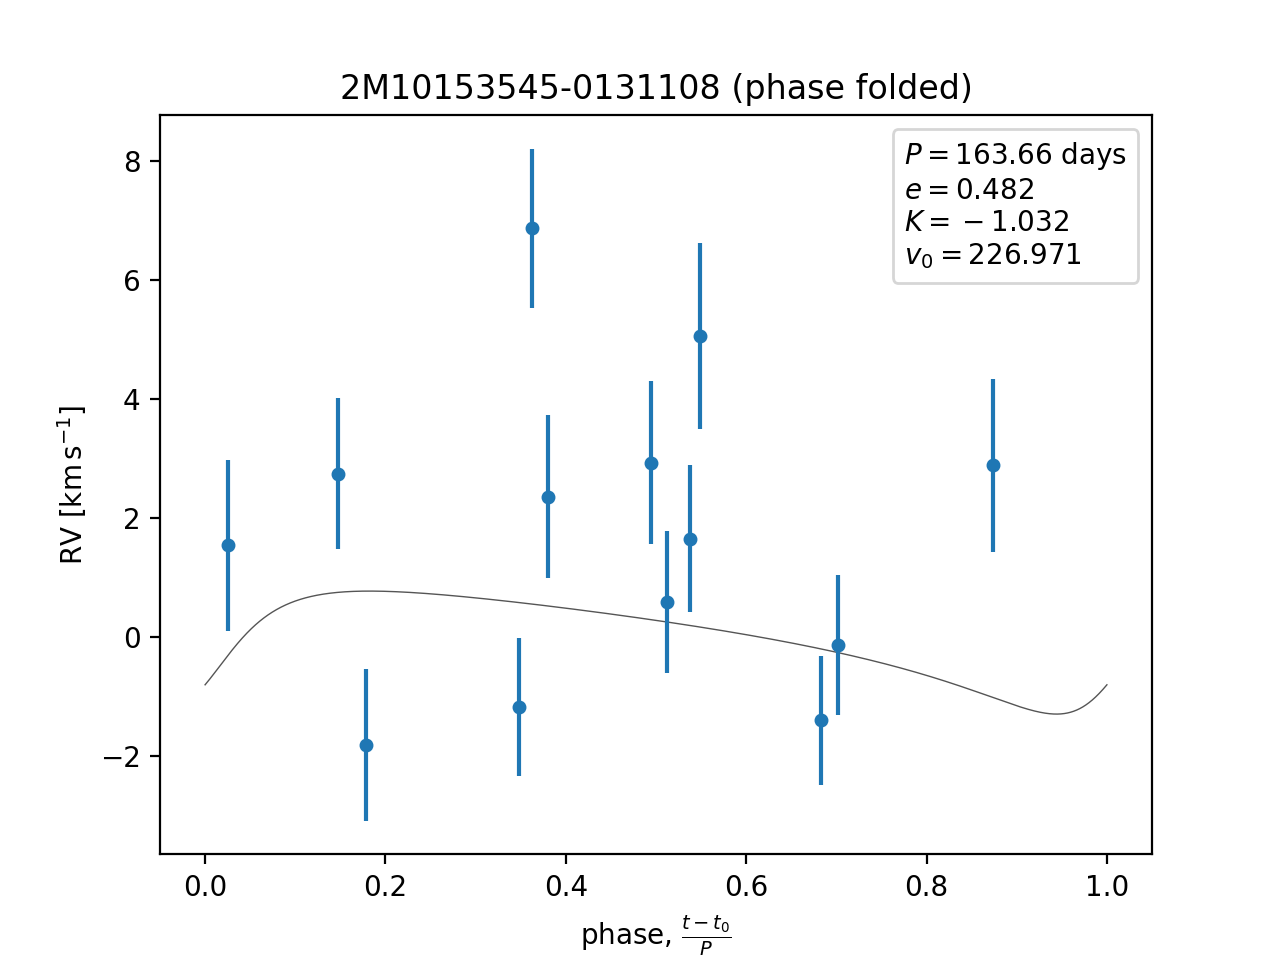 2M10153545-0131108 (phase folded)
P = 163.66 days
e = 0.482
K = −1.032
v₀ = 226.971
8
6
4
2
0
−2
RV [km s⁻¹]
0.0 0.2 0.4 0.6 0.8 1.0
phase, (t − t₀)/P